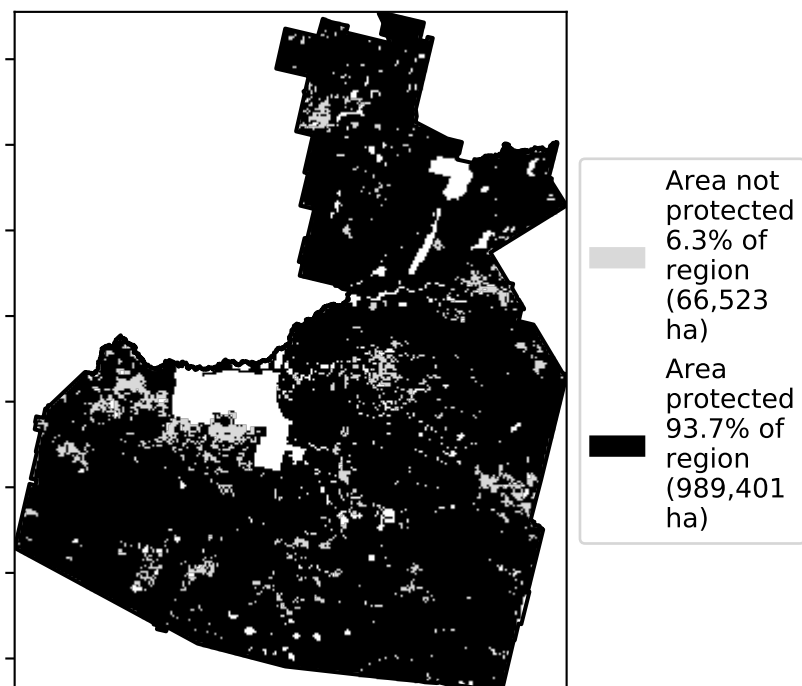 Area not
protected
6.3% of
region
(66,523
ha)
Area
protected
93.7% of
region
(989,401
ha)